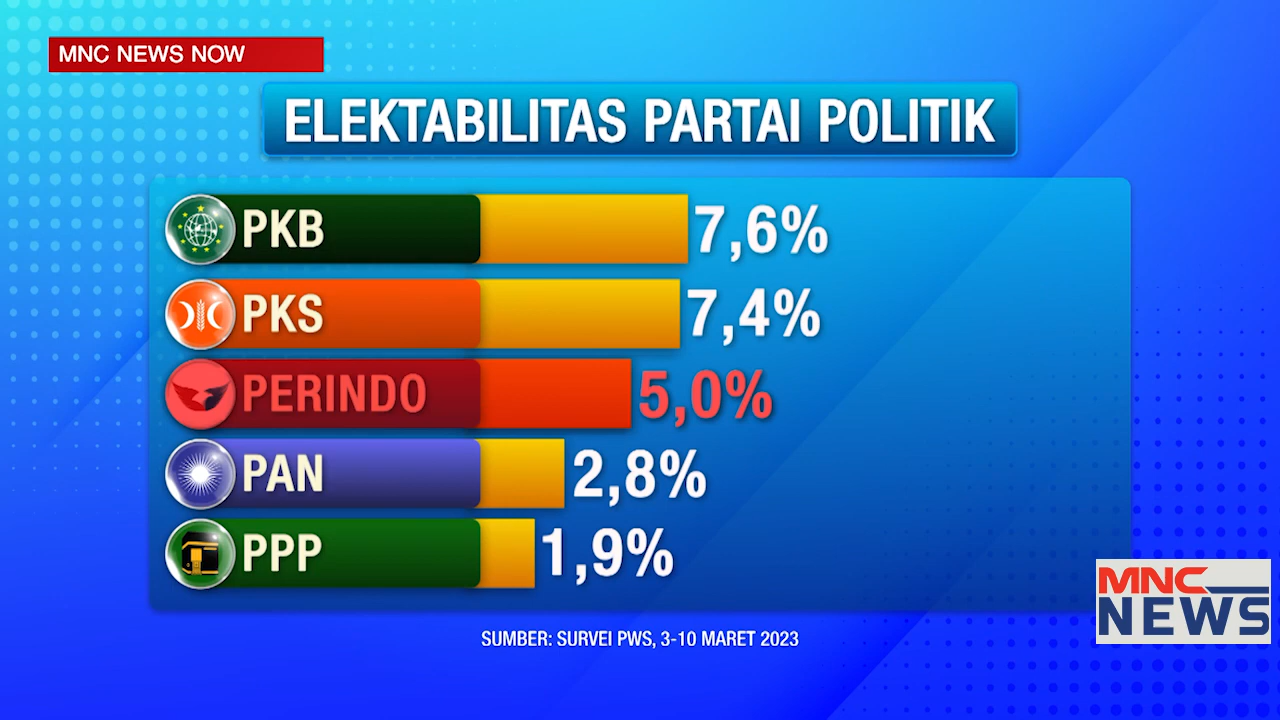 MNC NEWS NOW
ELEKTABILITAS PARTAI POLITIK
PKB 7,6%
PKS 7,4%
PERINDO 5,0%
PAN 2,8%
PPP 1,9%
MNC
NEWS
SUMBER: SURVEI PWS, 3-10 MARET 2023